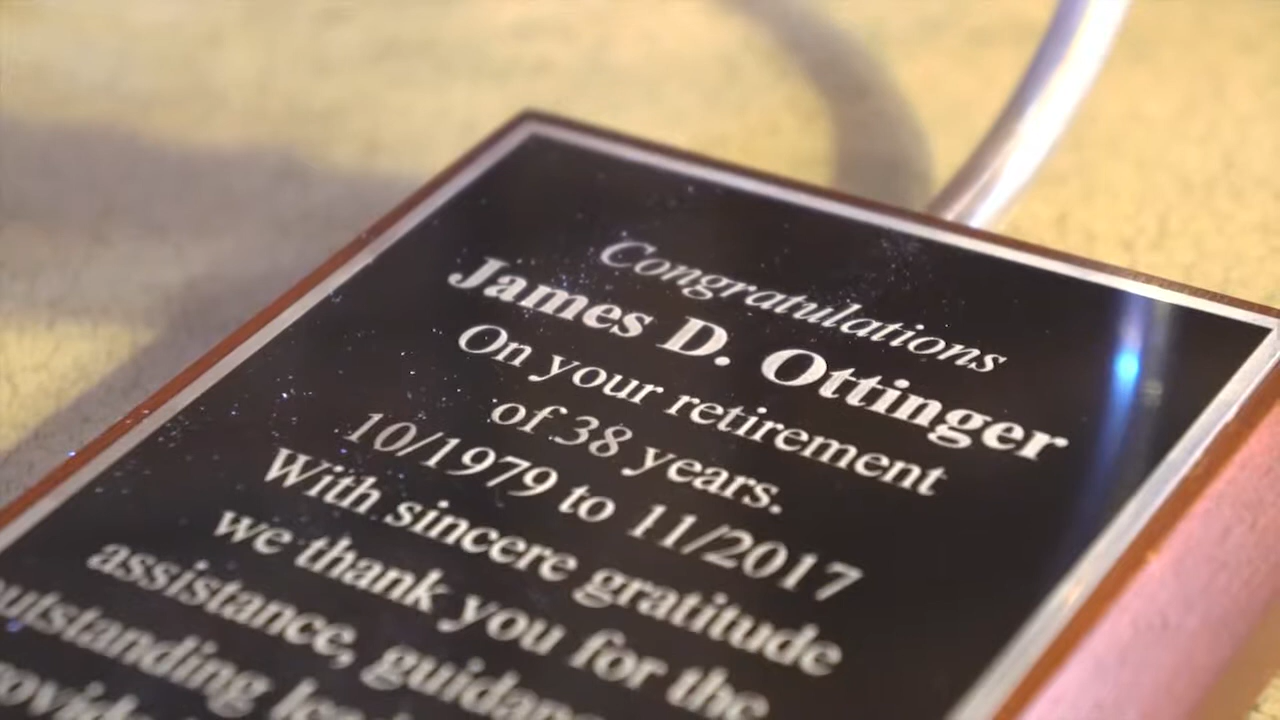 Congratulations
James D. Ottinger
On your retirement
of 38 years.
10/1979 to 11/2017
With sincere gratitude
we thank you for the
assistance,